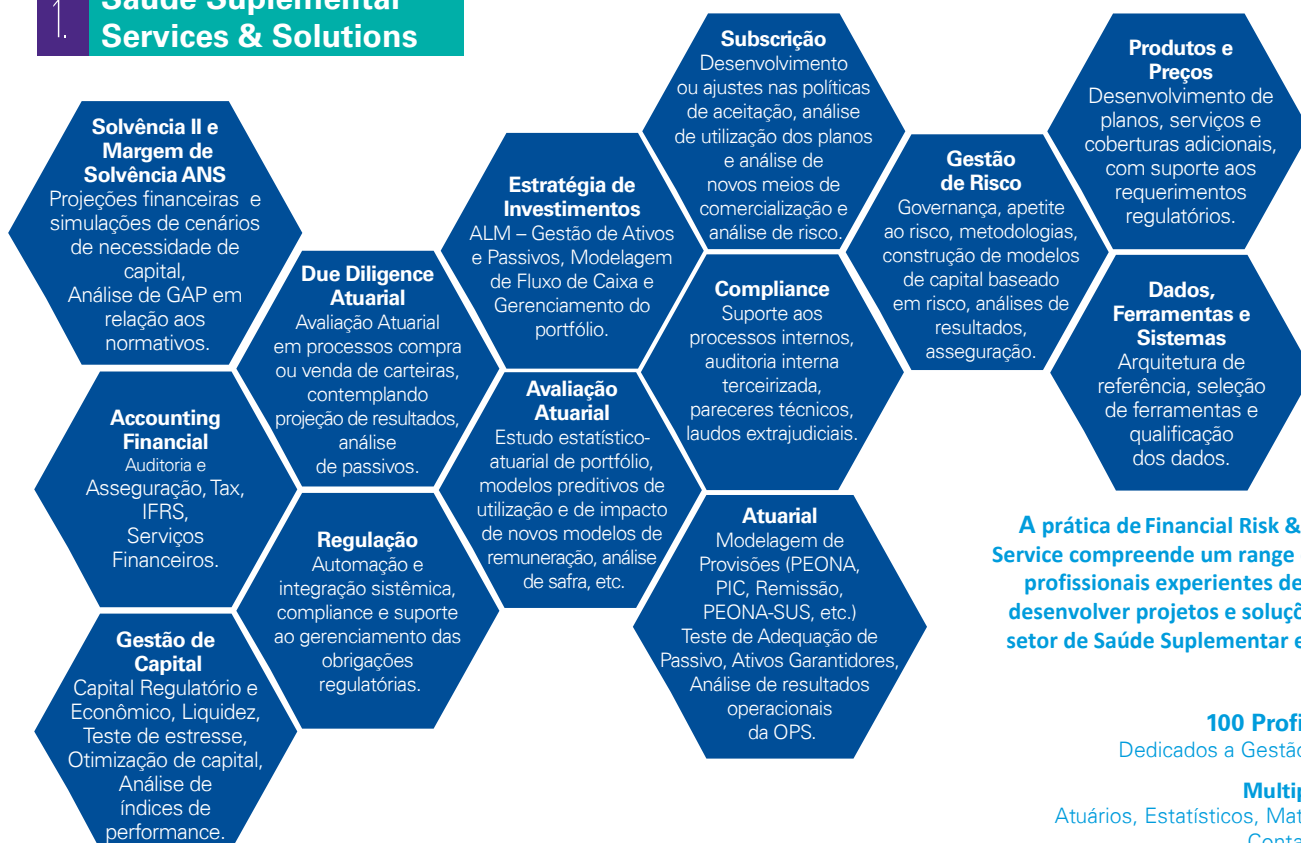 1.
Saúde Suplementar
Services & Solutions
Solvência II e
Margem de
Solvência ANS
Projeções financeiras e
simulações de cenários
de necessidade de
capital,
Análise de GAP em
relação aos
normativos.
Accounting
Financial
Auditoria e
Asseguração, Tax,
IFRS,
Serviços
Financeiros.
Gestão de
Capital
Capital Regulatório e
Econômico, Liquidez,
Teste de estresse,
Otimização de capital,
Análise de
índices de
performance.
Due Diligence
Atuarial
Avaliação Atuarial
em processos compra
ou venda de carteiras,
contemplando
projeção de resultados,
análise
de passivos.
Regulação
Automação e
integração sistêmica,
compliance e suporte
ao gerenciamento das
obrigações
regulatórias.
Estratégia de
Investimentos
ALM – Gestão de Ativos
e Passivos, Modelagem
de Fluxo de Caixa e
Gerenciamento do
portfólio.
Avaliação
Atuarial
Estudo estatístico-
atuarial de portfólio,
modelos preditivos de
utilização e de impacto
de novos modelos de
remuneração, análise
de safra, etc.
Subscrição
Desenvolvimento
ou ajustes nas políticas
de aceitação, análise
de utilização dos planos
e análise de
novos meios de
comercialização e
análise de risco.
Compliance
Suporte aos
processos internos,
auditoria interna
terceirizada,
pareceres técnicos,
laudos extrajudiciais.
Atuarial
Modelagem de
Provisões (PEONA,
PIC, Remissão,
PEONA-SUS, etc.)
Teste de Adequação de
Passivo, Ativos Garantidores,
Análise de resultados
operacionais
da OPS.
Gestão
de Risco
Governança, apetite
ao risco, metodologias,
construção de modelos
de capital baseado
em risco, análises de
resultados,
asseguração.
Produtos e
Preços
Desenvolvimento de
planos, serviços e
coberturas adicionais,
com suporte aos
requerimentos
regulatórios.
Dados,
Ferramentas e
Sistemas
Arquitetura de
referência, seleção
de ferramentas e
qualificação
dos dados.
A prática de Financial Risk &
Service compreende um range
profissionais experientes de
desenvolver projetos e soluçõ
setor de Saúde Suplementar e
100 Profi
Dedicados a Gestão
Multip
Atuários, Estatísticos, Mat